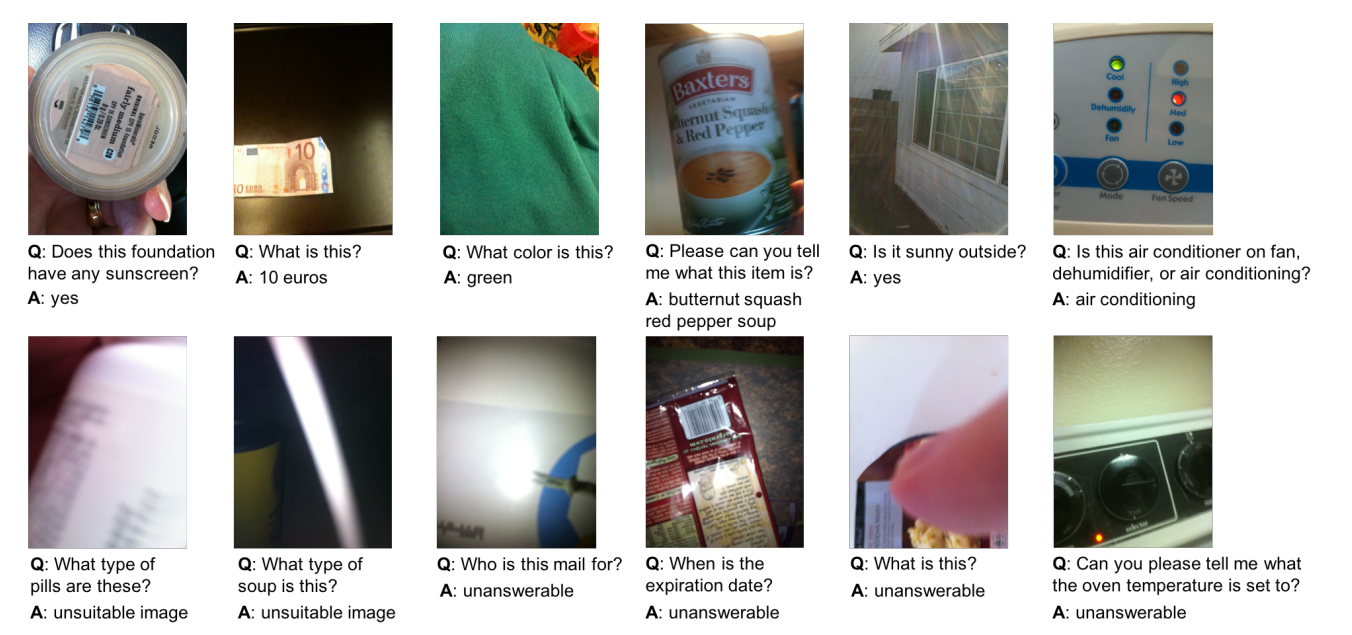 fairly medium C20
10
10 EURO
Baxters
VEGETARIAN
Butternut Squash
& Red Pepper
Cool
High
Dehumidify
Med
Fan
Low
Mode
Fan Speed
Q: Does this foundation
have any sunscreen?
A: yes
Q: What is this?
A: 10 euros
Q: What color is this?
A: green
Q: Please can you tell
me what this item is?
A: butternut squash
red pepper soup
Q: Is it sunny outside?
A: yes
Q: Is this air conditioner on fan,
dehumidifier, or air conditioning?
A: air conditioning
selector
Q: What type of
pills are these?
A: unsuitable image
Q: What type of
soup is this?
A: unsuitable image
Q: Who is this mail for?
A: unanswerable
Q: When is the
expiration date?
A: unanswerable
Q: What is this?
A: unanswerable
Q: Can you please tell me what
the oven temperature is set to?
A: unanswerable